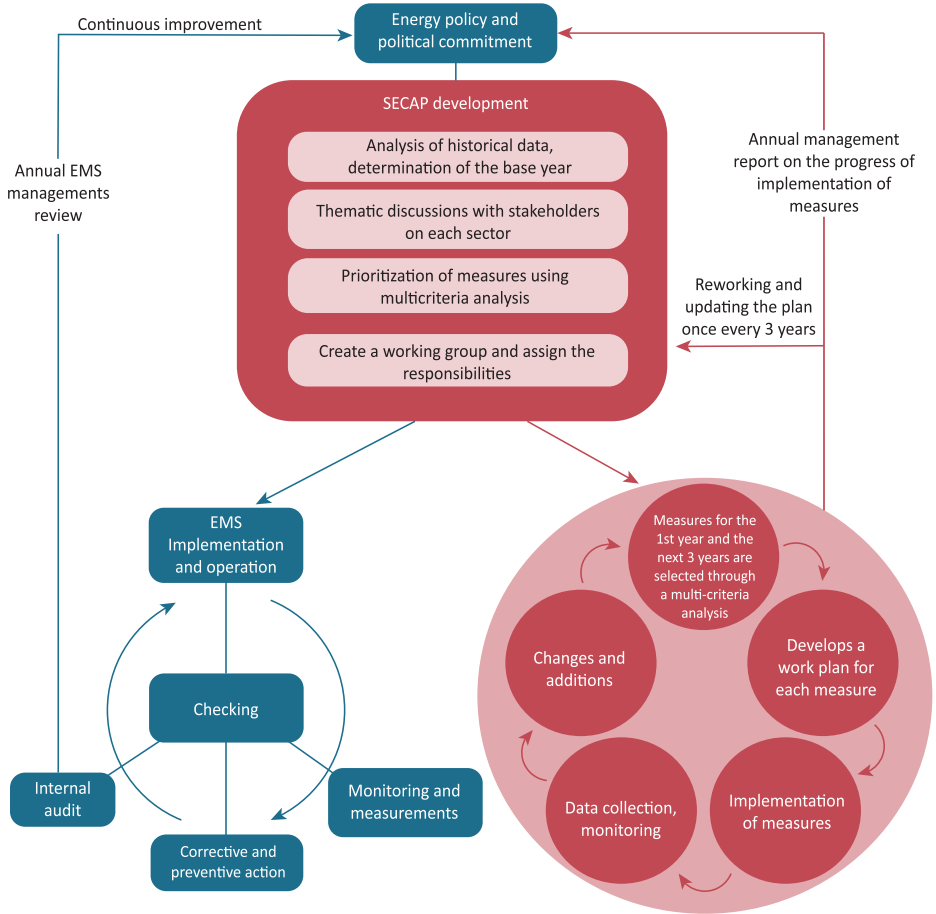 Continuous improvement
Energy policy and
political commitment
SECAP development
Analysis of historical data,
determination of the base year
Thematic discussions with stakeholders
on each sector
Prioritization of measures using
multicriteria analysis
Create a working group and assign the
responsibilities
Annual EMS
managements
review
Annual management
report on the progress of
implementation of
measures
Reworking and
updating the plan
once every 3 years
EMS
Implementation
and operation
Checking
Internal
audit
Monitoring and
measurements
Corrective and
preventive action
Measures for the
1st year and the
next 3 years are
selected through
a multi-criteria
analysis
Develops a
work plan for
each measure
Implementation
of measures
Data collection,
monitoring
Changes and
additions